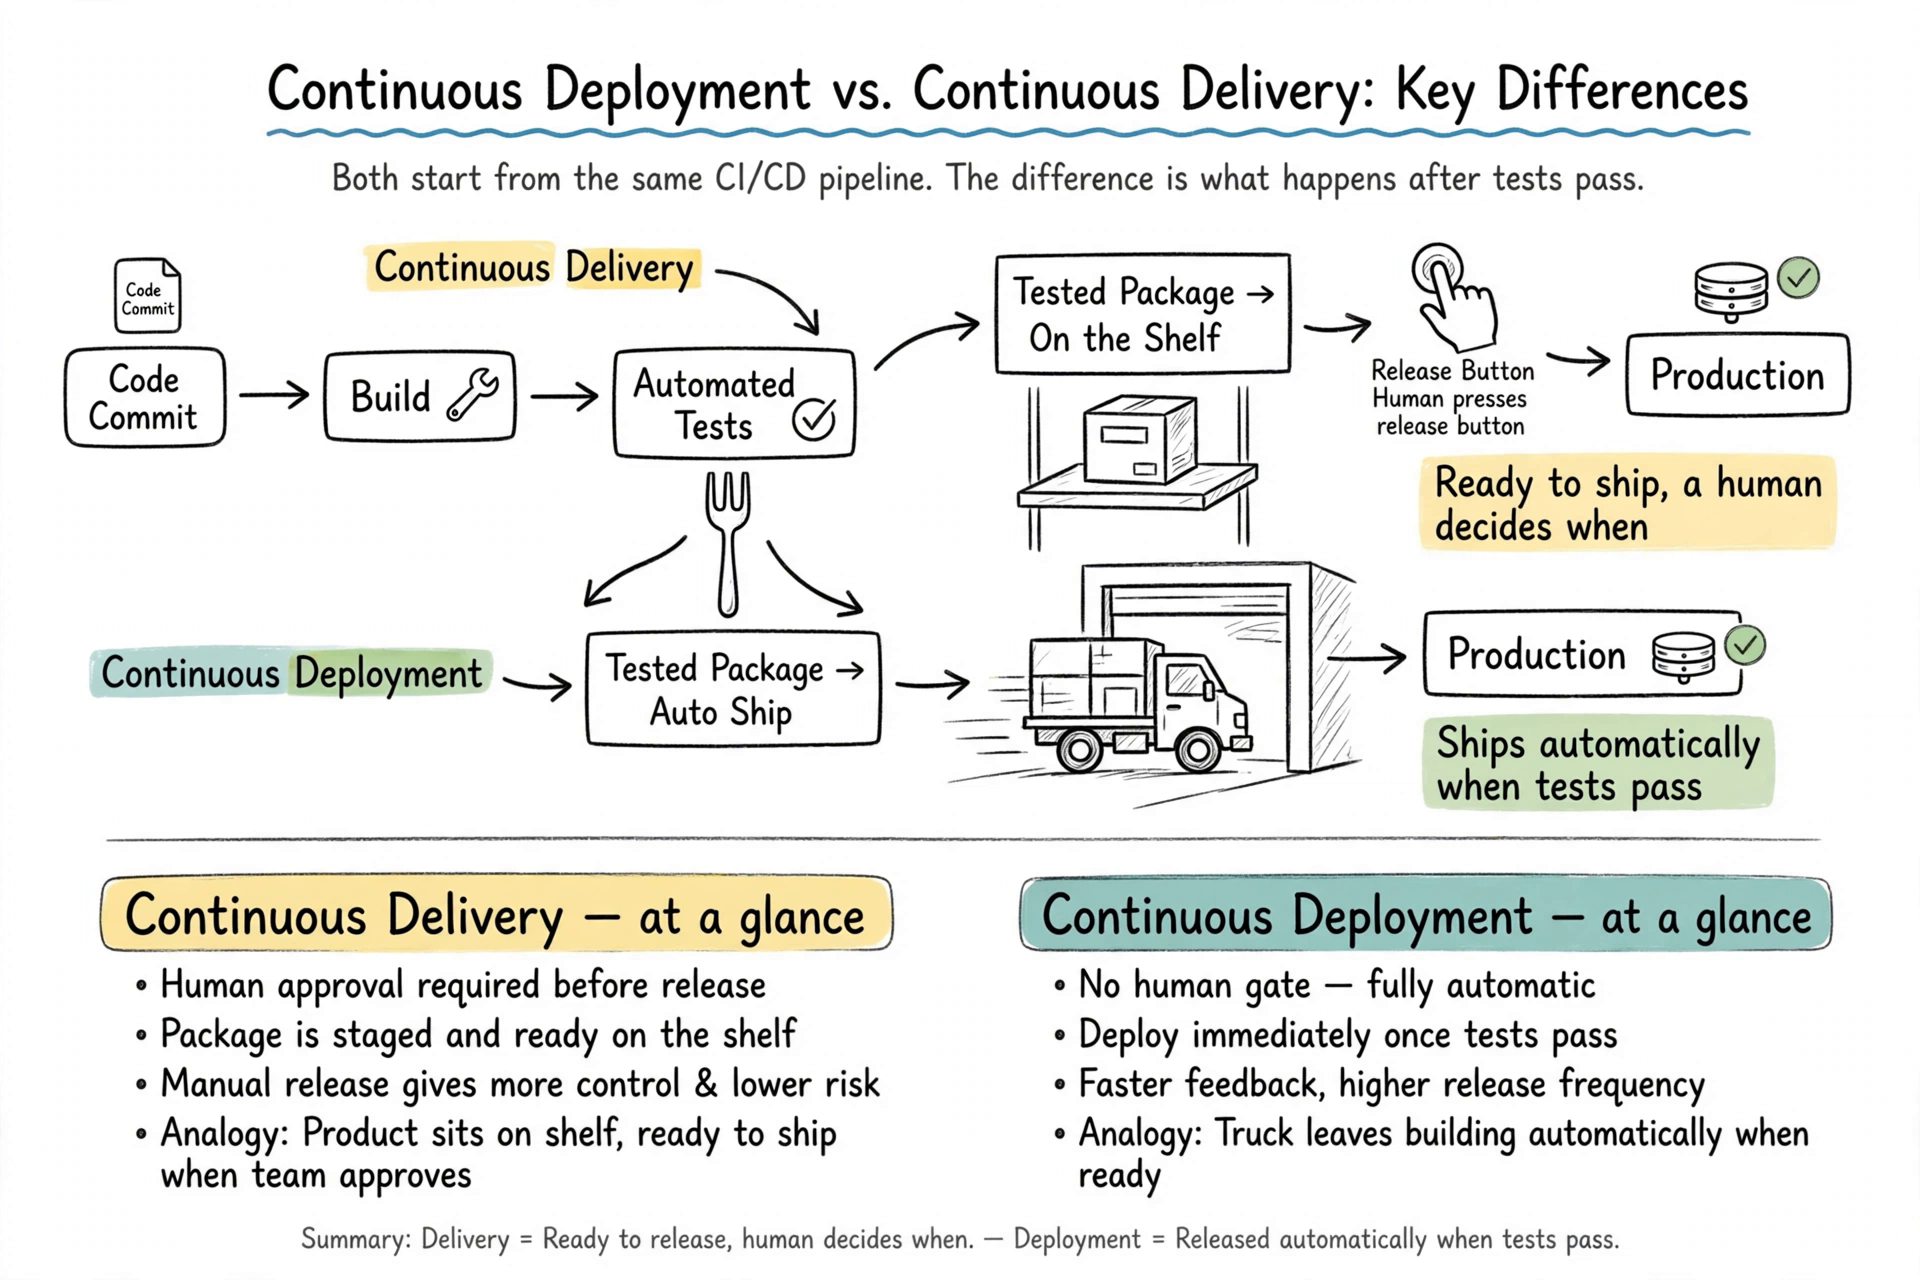 Continuous Deployment vs. Continuous Delivery: Key Differences
Both start from the same CI/CD pipeline. The difference is what happens after tests pass.
Code
Commit
Code
Commit
Build
Continuous Delivery
Automated
Tests
Tested Package →
On the Shelf
Release Button
Human presses
release button
Production
Ready to ship, a human
decides when
Continuous Deployment
Tested Package →
Auto Ship
Production
Ships automatically
when tests pass
Continuous Delivery — at a glance
• Human approval required before release
• Package is staged and ready on the shelf
• Manual release gives more control & lower risk
• Analogy: Product sits on shelf, ready to ship
when team approves
Continuous Deployment — at a glance
• No human gate — fully automatic
• Deploy immediately once tests pass
• Faster feedback, higher release frequency
• Analogy: Truck leaves building automatically when
ready
Summary: Delivery = Ready to release, human decides when. — Deployment = Released automatically when tests pass.